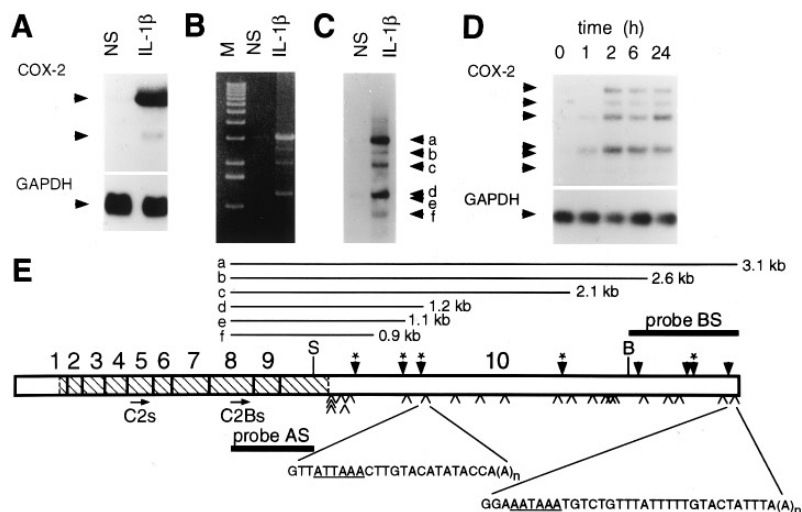 A
B
C
D
NS
IL-1β
M
NS
IL-1β
NS
IL-1β
time (h)
0 1 2 6 24
COX-2
COX-2
a
b
c
d
e
f
GAPDH
GAPDH
E
a 3.1 kb
b 2.6 kb
c 2.1 kb
d 1.2 kb
e 1.1 kb
f 0.9 kb
probe BS
S
* * * * *
B
1 2 3 4 5 6 7 8 9 10
C2s
C2Bs
probe AS
GTTATTAAACTTGTACATATACCA(A)n
GGAAATAAATGTCTGTTTATTTTTGTACTATTTA(A)n